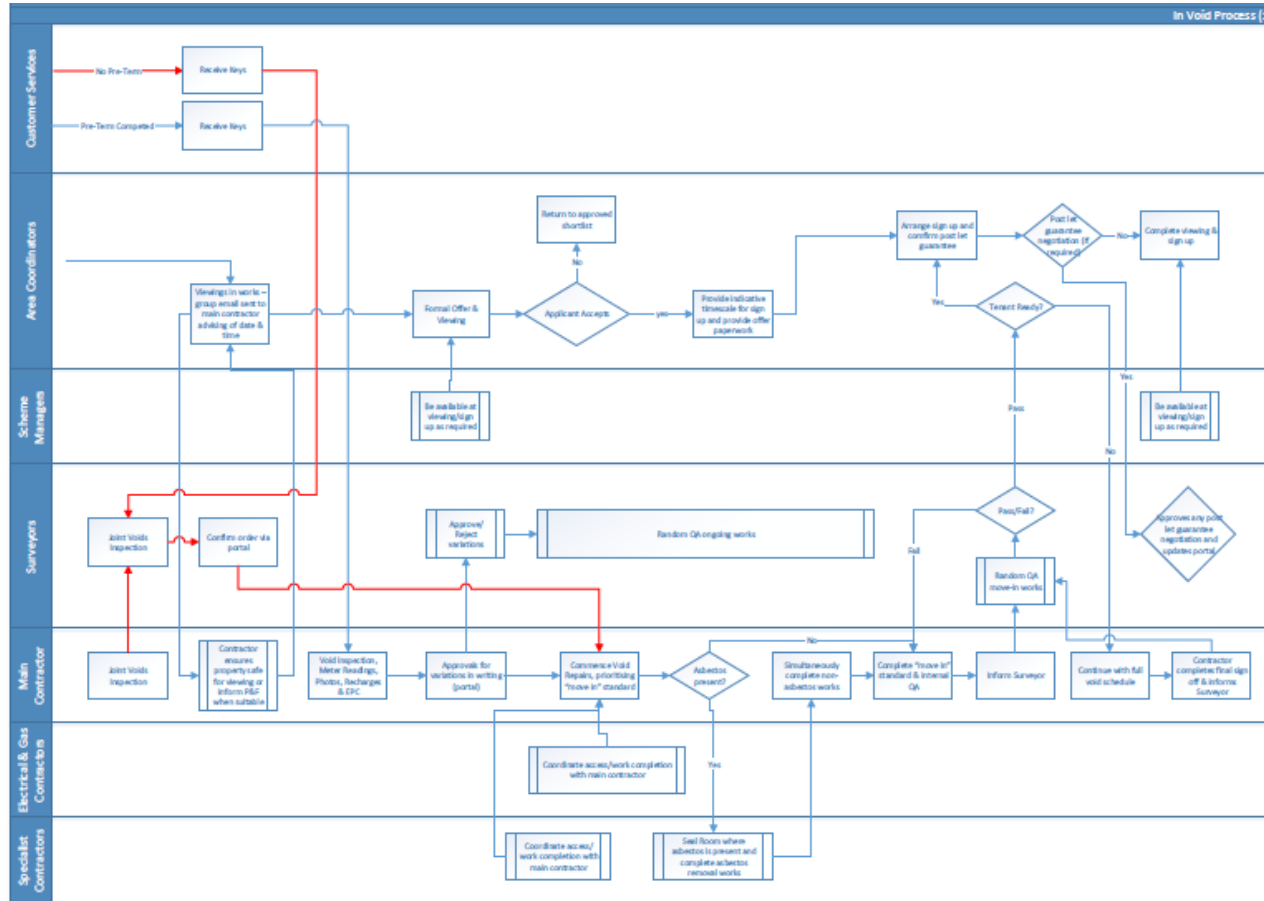 In Void Process (
Customer Services
No Pre-Term
Receive Keys
Pre-Term Competed
Receive Keys
Area Coordinators
Return to approved
shortlist
No
Viewings in works –
group email sent to
main contractor
advising of date &
time
Formal Offer &
Viewing
Applicant Accepts
yes
Provide indicative
timescale for sign
up and provide offer
paperwork
Arrange sign up and
confirm post let
guarantee
Yes
Tenant Ready?
Post let
guarantee
negotiation (if
required)
No
Complete viewing &
sign up
Scheme
Managers
Be available at
viewing/sign
up as required
Pass
No
Yes
Be available at
viewing/sign
up as required
Surveyors
Joint Voids
Inspection
Confirm order via
portal
Approve/
Reject
variations
Random QA ongoing works
Pass/Fail?
Fail
Random QA
move-in works
Approves any post
let guarantee
negotiation and
updates portal
Main
Contractor
Joint Voids
Inspection
Contractor
ensures
property safe
for viewing or
inform P&F
when suitable
Void Inspection,
Meter Readings,
Photos, Recharges
& EPC
Approvals for
variations in writing
(portal)
Commence Void
Repairs, prioritising
"move in" standard
Asbestos
present?
No
Yes
Simultaneously
complete non-
asbestos works
Complete "move in"
standard & internal
QA
Inform Surveyor
Continue with full
void schedule
Contractor
completes final sign
off & informs
Surveyor
Electrical & Gas
Contractors
Coordinate access/work completion
with main contractor
Specialist
Contractors
Coordinate access/
work completion with
main contractor
Seal Room where
asbestos is present and
complete asbestos
removal works